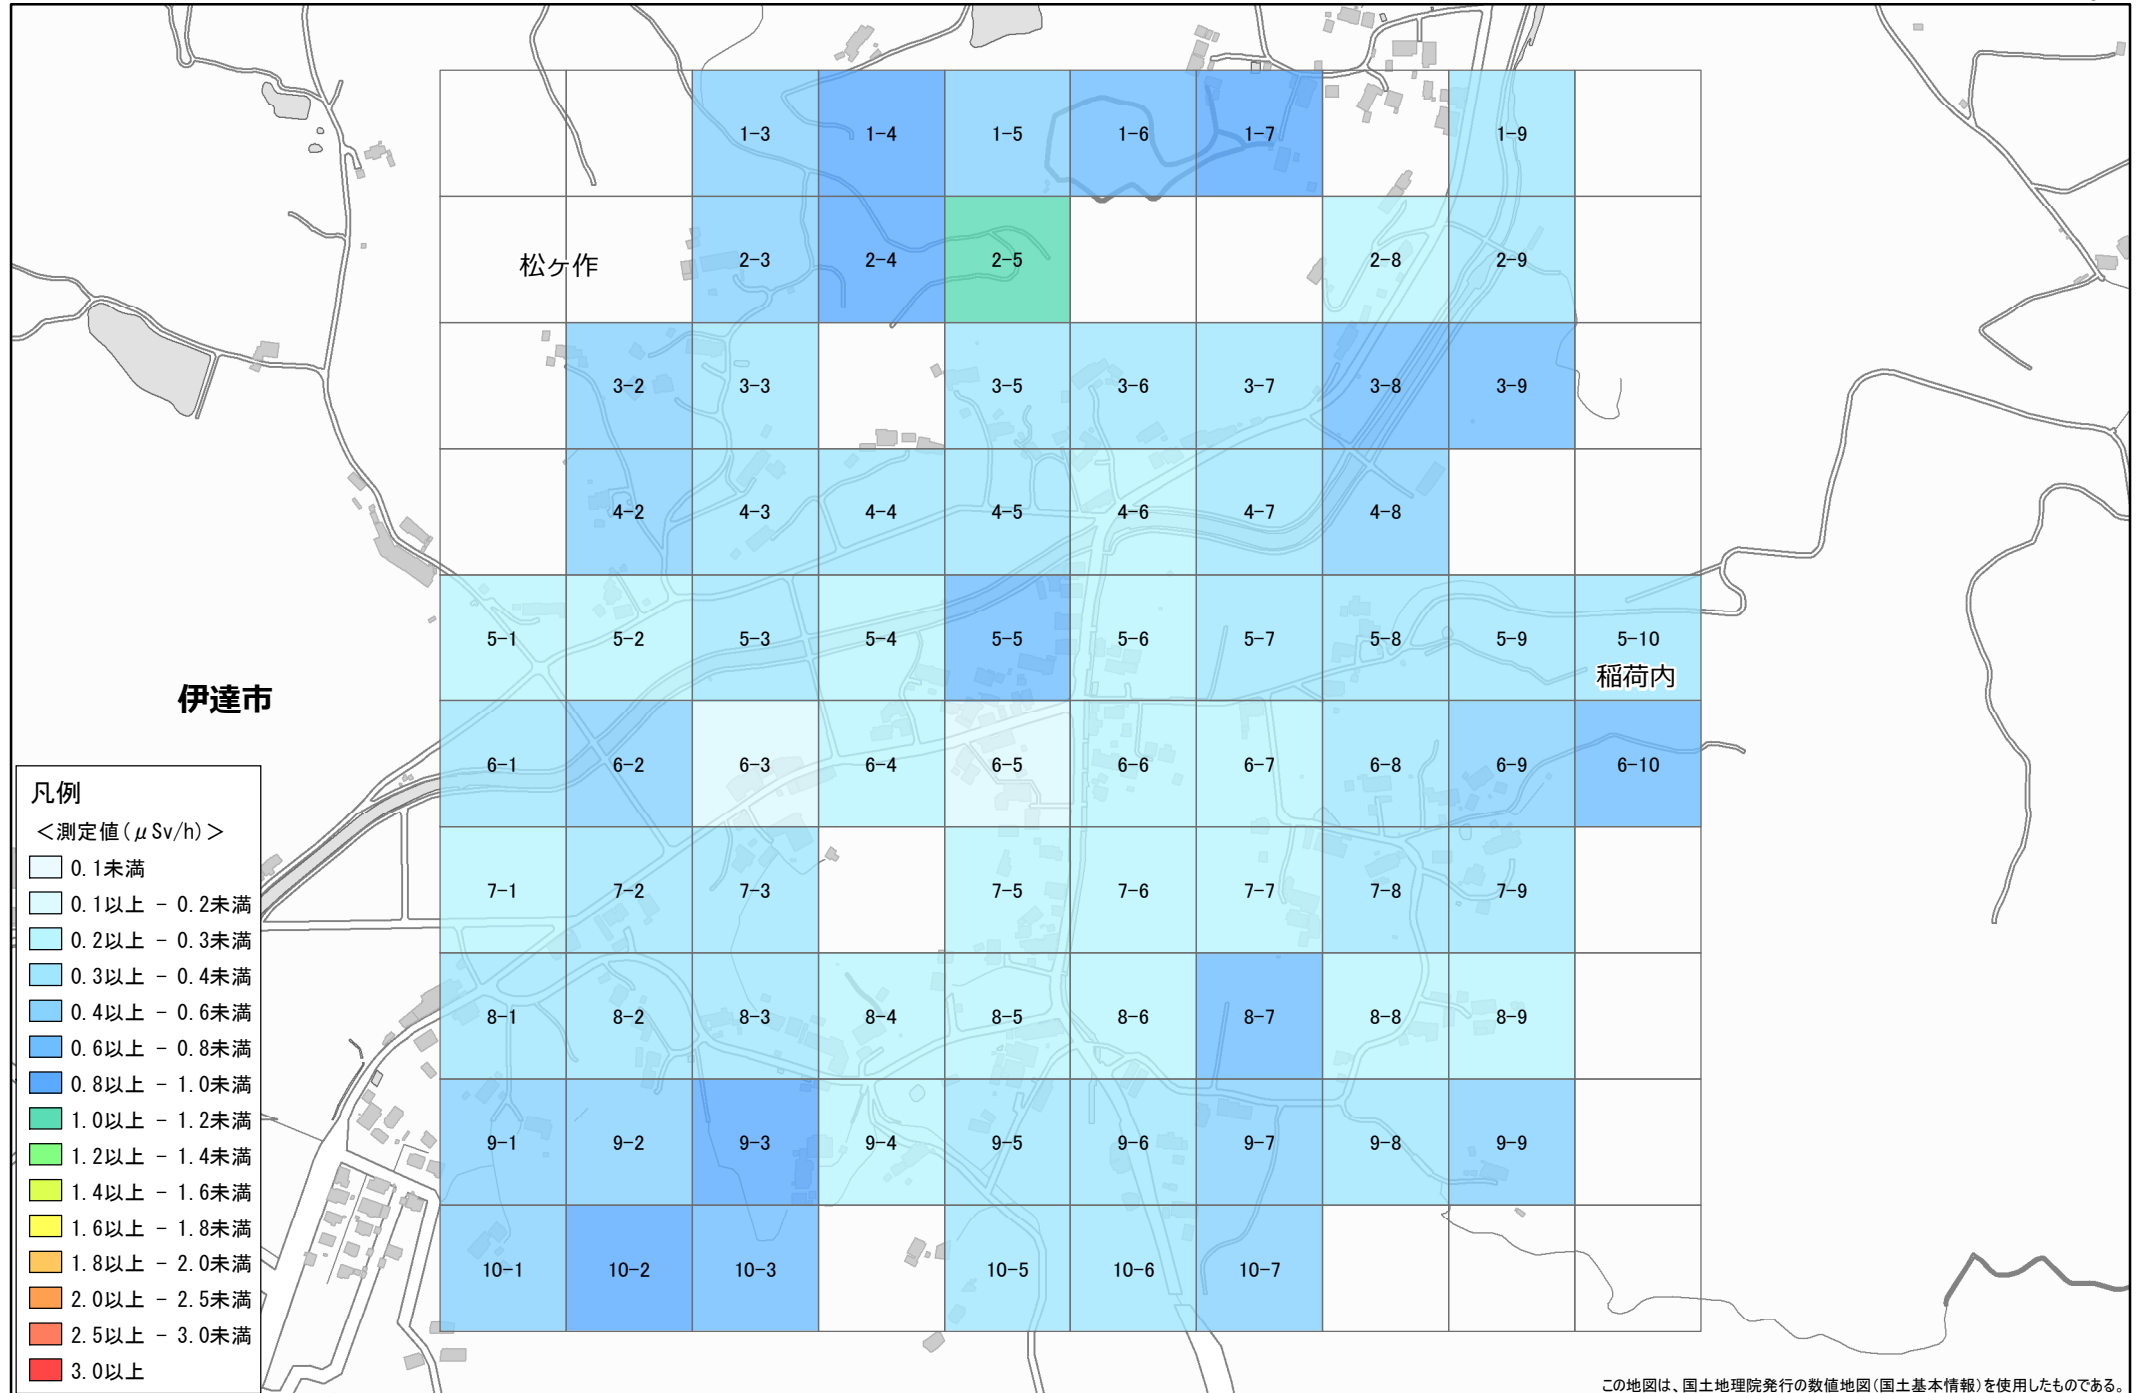 1-3 1-4 1-5 1-6 1-7 1-9
松ヶ作 2-3 2-4 2-5 2-8 2-9
3-2 3-3 3-5 3-6 3-7 3-8 3-9
4-2 4-3 4-4 4-5 4-6 4-7 4-8
5-1 5-2 5-3 5-4 5-5 5-6 5-7 5-8 5-9 5-10
稲荷内
伊達市
6-1 6-2 6-3 6-4 6-5 6-6 6-7 6-8 6-9 6-10
7-1 7-2 7-3 7-5 7-6 7-7 7-8 7-9
8-1 8-2 8-3 8-4 8-5 8-6 8-7 8-8 8-9
9-1 9-2 9-3 9-4 9-5 9-6 9-7 9-8 9-9
10-1 10-2 10-3 10-5 10-6 10-7
凡例
＜測定値(μSv/h)＞
0.1未満
0.1以上 - 0.2未満
0.2以上 - 0.3未満
0.3以上 - 0.4未満
0.4以上 - 0.6未満
0.6以上 - 0.8未満
0.8以上 - 1.0未満
1.0以上 - 1.2未満
1.2以上 - 1.4未満
1.4以上 - 1.6未満
1.6以上 - 1.8未満
1.8以上 - 2.0未満
2.0以上 - 2.5未満
2.5以上 - 3.0未満
3.0以上
この地図は、国土地理院発行の数値地図(国土基本情報)を使用したものである。